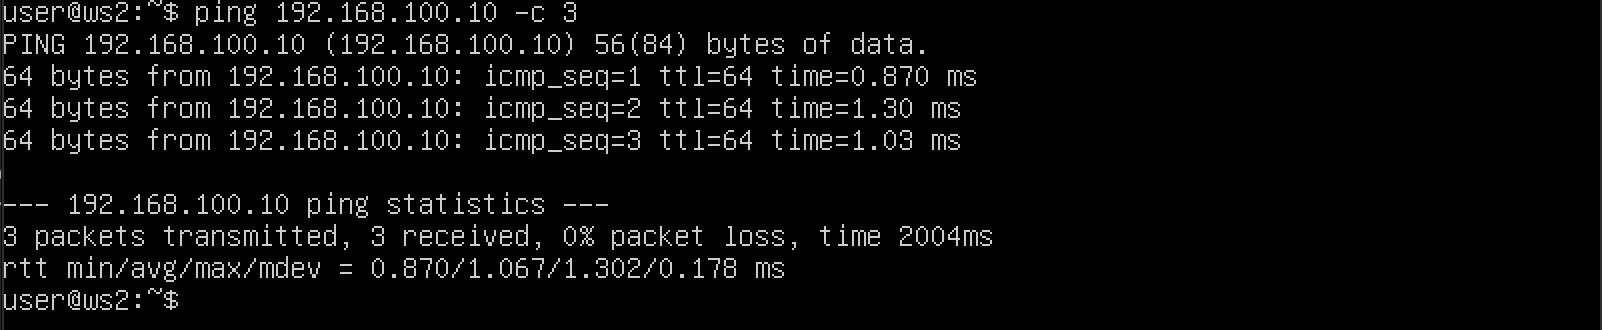 user@ws2:~$ ping 192.168.100.10 -c 3
PING 192.168.100.10 (192.168.100.10) 56(84) bytes of data.
64 bytes from 192.168.100.10: icmp_seq=1 ttl=64 time=0.870 ms
64 bytes from 192.168.100.10: icmp_seq=2 ttl=64 time=1.30 ms
64 bytes from 192.168.100.10: icmp_seq=3 ttl=64 time=1.03 ms

--- 192.168.100.10 ping statistics ---
3 packets transmitted, 3 received, 0% packet loss, time 2004ms
rtt min/avg/max/mdev = 0.870/1.067/1.302/0.178 ms
user@ws2:~$